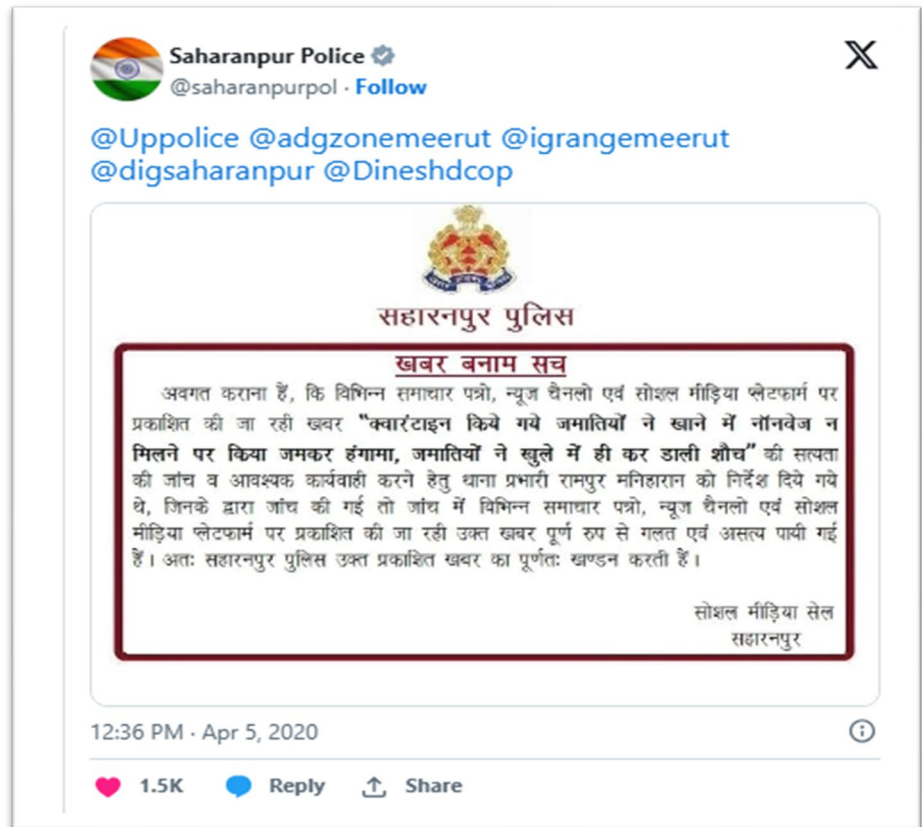 Saharanpur Police
@saharanpurpol · Follow
@Uppolice @adgzonemeerut @igrangemeerut
@digsaharanpur @Dineshdcop
सहारनपुर पुलिस
खबर बनाम सच
अवगत कराना हैं, कि विभिन्न समाचार पत्रो, न्यूज चैनलो एवं सोशल मीड़िया प्लेटफार्म पर
प्रकाशित की जा रही खबर "क्वारंटाइन किये गये जमातियों ने खाने में नॉनवेज न
मिलने पर किया जमकर हंगामा, जमातियों ने खुले में ही कर डाली शौच" की सत्यता
की जांच व आवश्यक कार्यवाही करने हेतु थाना प्रभारी रामपुर मनिहारान को निर्देश दिये गये
थे, जिनके द्वारा जांच की गई तो जांच में विभिन्न समाचार पत्रो, न्यूज चैनलो एवं सोशल
मीड़िया प्लेटफार्म पर प्रकाशित की जा रही उक्त खबर पूर्ण रुप से गलत एवं असत्य पायी गई
हैं। अतः सहारनपुर पुलिस उक्त प्रकाशित खबर का पूर्णतः खण्डन करती हैं।
सोशल मीड़िया सेल
सहारनपुर
12:36 PM · Apr 5, 2020
1.5K Reply Share